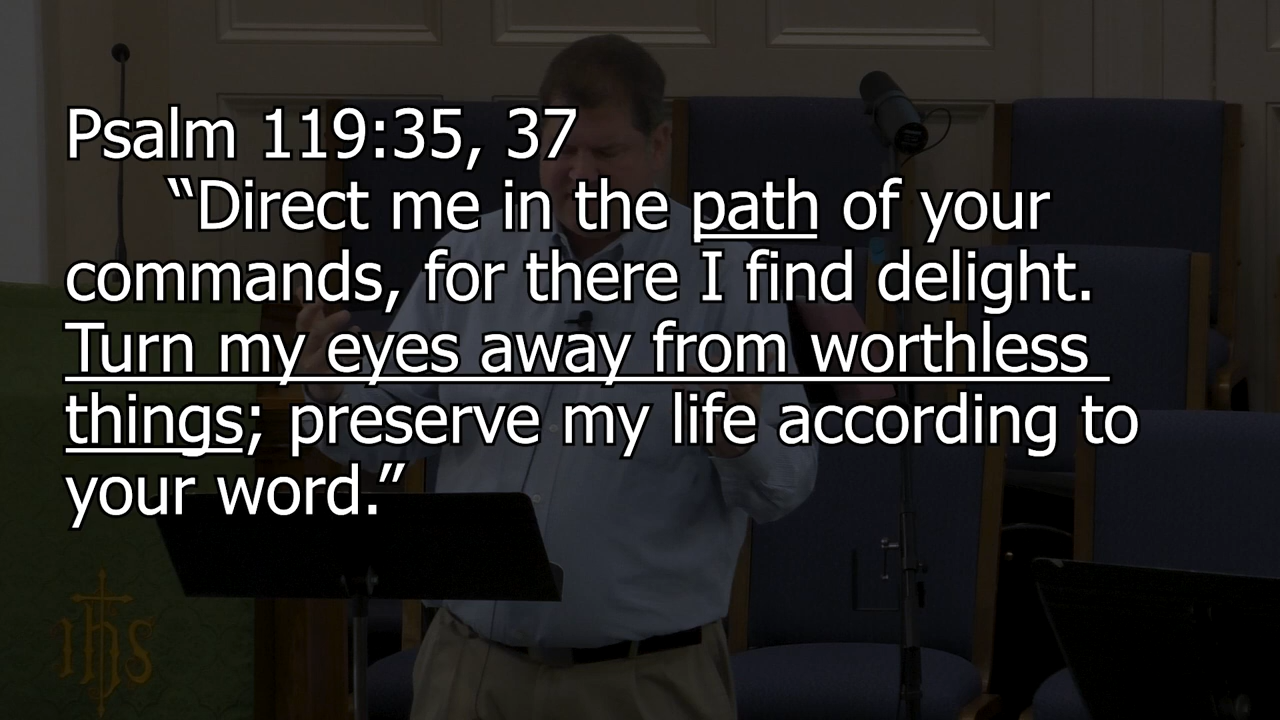 Psalm 119:35, 37
“Direct me in the path of your
commands, for there I find delight.
Turn my eyes away from worthless
things; preserve my life according to
your word.”
IHS